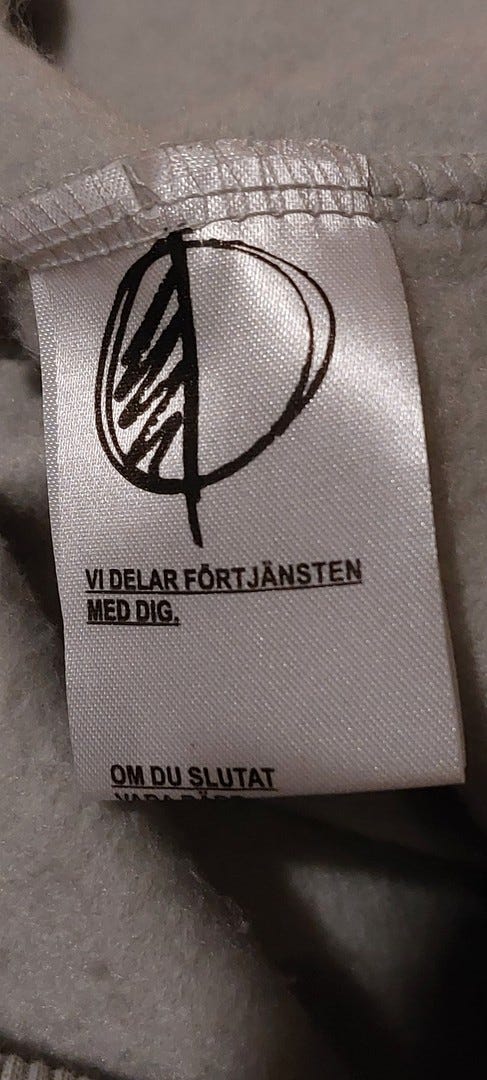 VI DELAR FÖRTJÄNSTEN
MED DIG.
OM DU SLUTAT